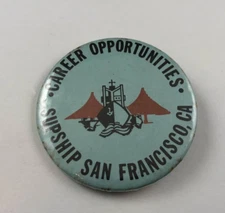 • CAREER OPPORTUNITIES •
SUPSHIP SAN FRANCISCO, CA